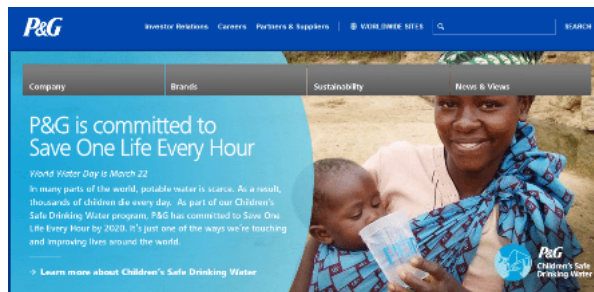 P&G
Investor Relations Careers Partners & Suppliers | WORLDWIDE SITES SEARCH
Company Brands Sustainability News & Views
P&G is committed to
Save One Life Every Hour
World Water Day is March 22
In many parts of the world, potable water is scarce. As a result,
thousands of children die every day. As part of our Children's
Safe Drinking Water program, P&G has committed to Save One
Life Every Hour by 2020. It's just one of the ways we're touching
and improving lives around the world.
→ Learn more about Children's Safe Drinking Water
P&G
Children's Safe
Drinking Water